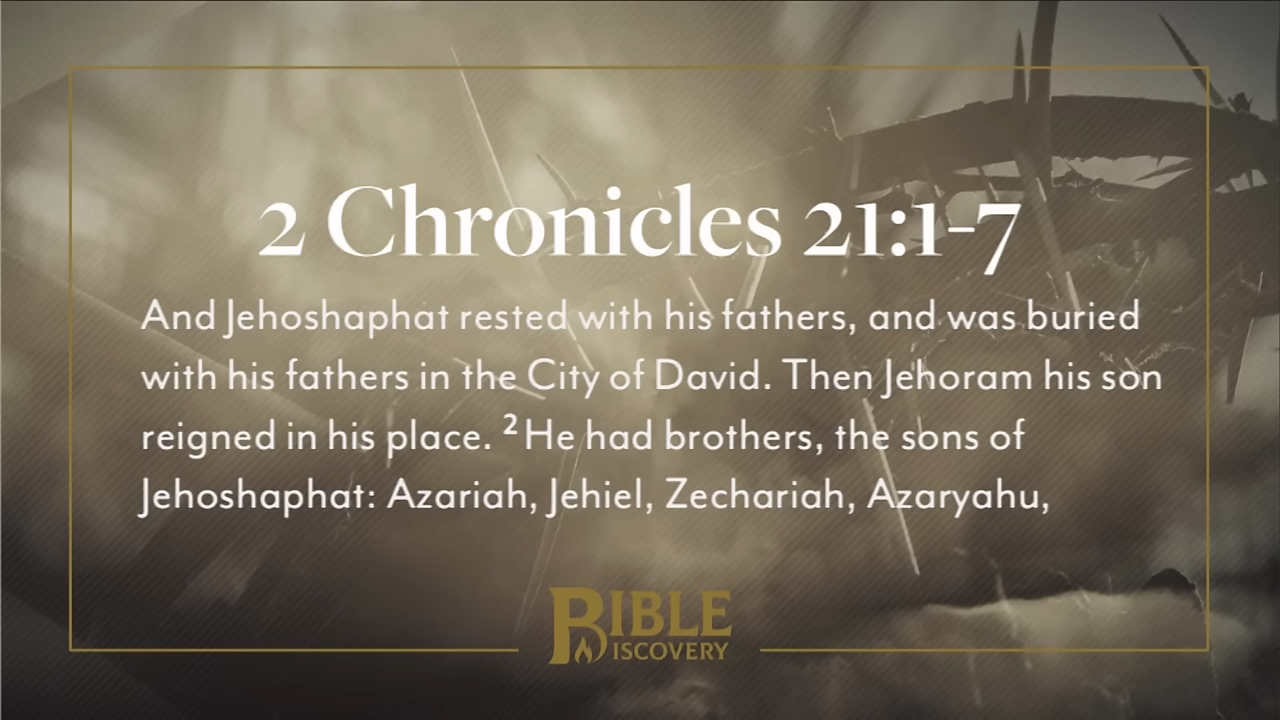 2 Chronicles 21:1-7
And Jehoshaphat rested with his fathers, and was buried
with his fathers in the City of David. Then Jehoram his son
reigned in his place. ²He had brothers, the sons of
Jehoshaphat: Azariah, Jehiel, Zechariah, Azaryahu,
BIBLE
DISCOVERY